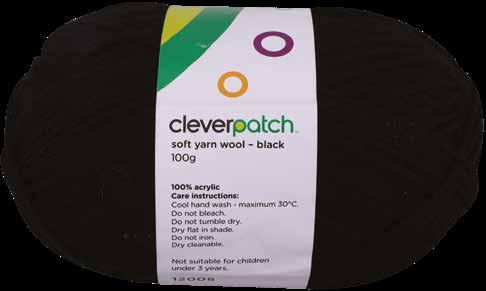 cleverpatch
soft yarn wool – black
100g
100% acrylic
Care instructions:
Cool hand wash - maximum 30°C.
Do not bleach.
Do not tumble dry.
Dry flat in shade.
Do not iron.
Dry cleanable.
Not suitable for children
under 3 years.